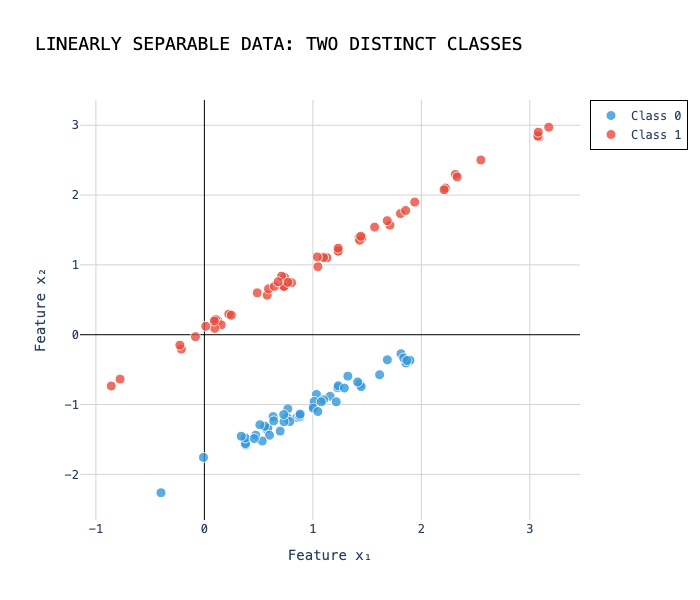 LINEARLY SEPARABLE DATA: TWO DISTINCT CLASSES
Class 0
Class 1
3
2
1
0
−1
−2
Feature x₂
−1
0
1
2
3
Feature x₁